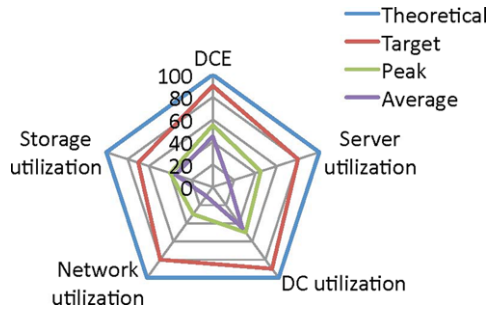 Theoretical
Target
Peak
Average
DCE
100
80
60
40
20
0
Storage
utilization
Server
utilization
Network
utilization
DC utilization